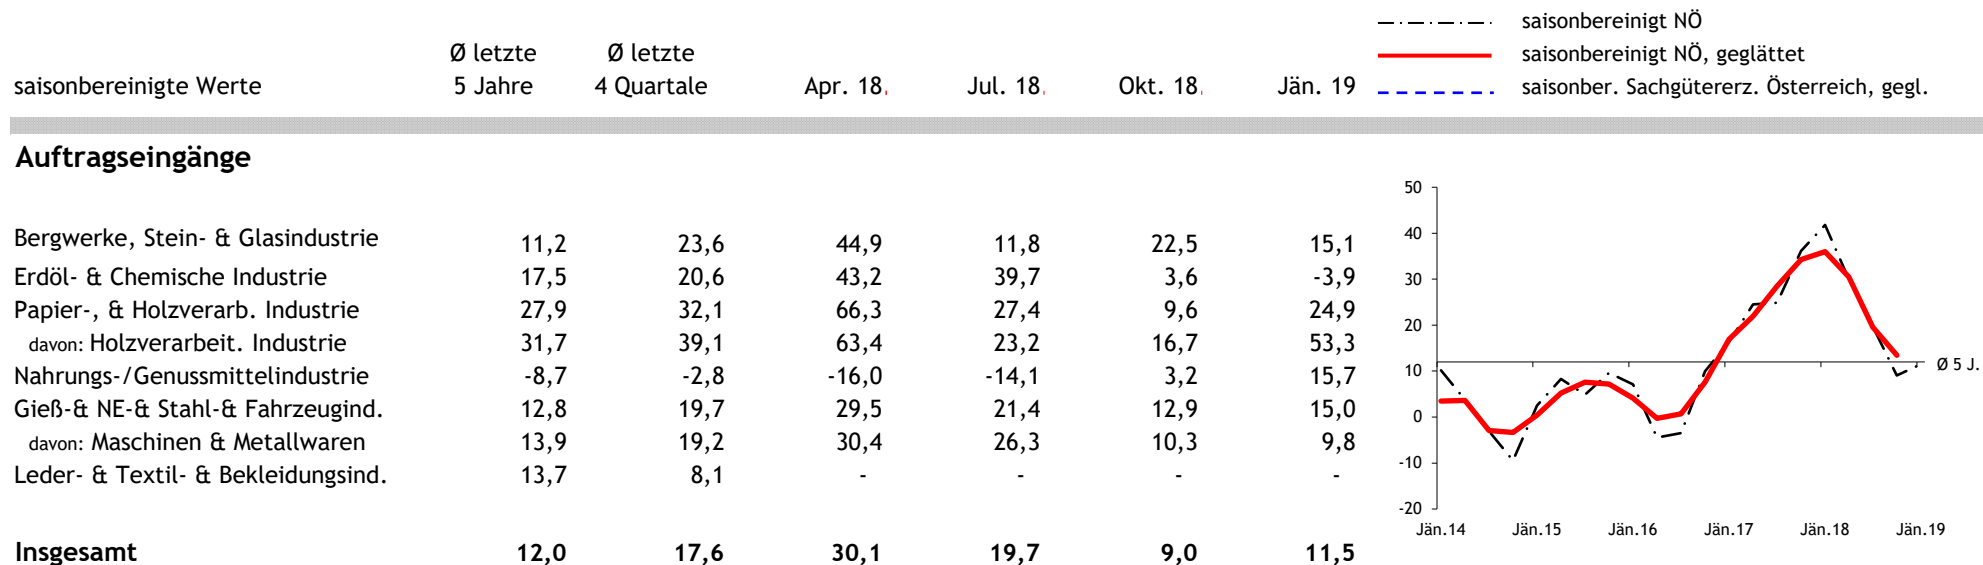 saisonbereinigt NÖ
Ø letzte Ø letzte saisonbereinigt NÖ, geglättet
saisonbereinigte Werte 5 Jahre 4 Quartale Apr. 18 Jul. 18 Okt. 18 Jän. 19 saisonber. Sachgütererz. Österreich, gegl.
Auftragseingänge
Bergwerke, Stein- & Glasindustrie 11,2 23,6 44,9 11,8 22,5 15,1
Erdöl- & Chemische Industrie 17,5 20,6 43,2 39,7 3,6 -3,9
Papier-, & Holzverarb. Industrie 27,9 32,1 66,3 27,4 9,6 24,9
davon: Holzverarbeit. Industrie 31,7 39,1 63,4 23,2 16,7 53,3
Nahrungs-/Genussmittelindustrie -8,7 -2,8 -16,0 -14,1 3,2 15,7
Gieß-& NE-& Stahl-& Fahrzeugind. 12,8 19,7 29,5 21,4 12,9 15,0
davon: Maschinen & Metallwaren 13,9 19,2 30,4 26,3 10,3 9,8
Leder- & Textil- & Bekleidungsind. 13,7 8,1 - - - -
Insgesamt 12,0 17,6 30,1 19,7 9,0 11,5
50
40
30
20
Ø 5 J.
10
0
-10
-20
Jän.14 Jän.15 Jän.16 Jän.17 Jän.18 Jän.19